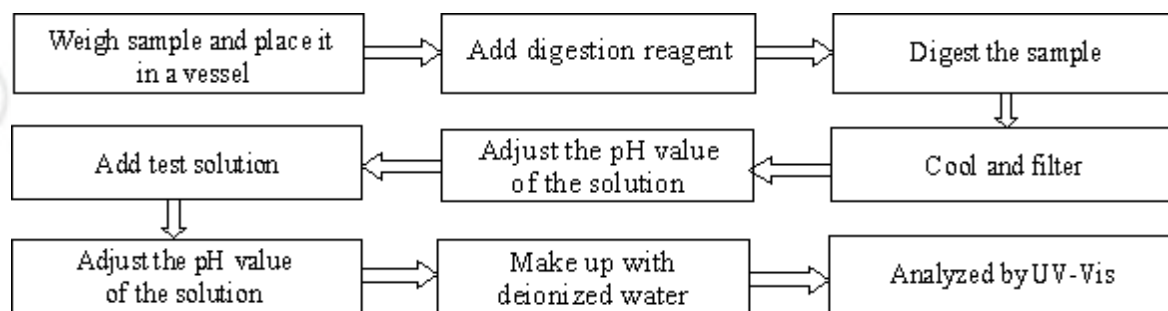 Weigh sample and place it
in a vessel
Add digestion reagent
Digest the sample
Cool and filter
Adjust the pH value
of the solution
Add test solution
Adjust the pH value
of the solution
Make up with
deionized water
Analyzed by UV-Vis